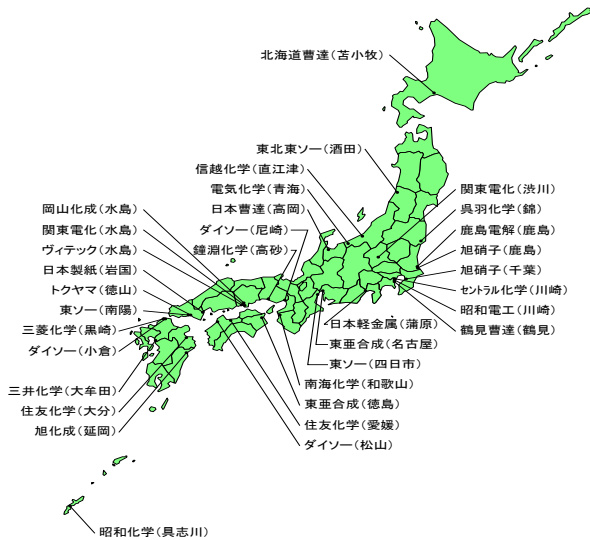 北海道曹達(苫小牧)
東北東ソー(酒田)
信越化学(直江津)
電気化学(青海)
日本曹達(高岡)
ダイソー(尼崎)
鐘淵化学(高砂)
岡山化成(水島)
関東電化(水島)
ヴィテック(水島)
日本製紙(岩国)
トクヤマ(徳山)
東ソー(南陽)
三菱化学(黒崎)
ダイソー(小倉)
三井化学(大牟田)
住友化学(大分)
旭化成(延岡)
昭和化学(具志川)
関東電化(渋川)
呉羽化学(錦)
鹿島電解(鹿島)
旭硝子(鹿島)
旭硝子(千葉)
セントラル化学(川崎)
昭和電工(川崎)
鶴見曹達(鶴見)
日本軽金属(蒲原)
東亜合成(名古屋)
東ソー(四日市)
南海化学(和歌山)
東亜合成(徳島)
住友化学(愛媛)
ダイソー(松山)